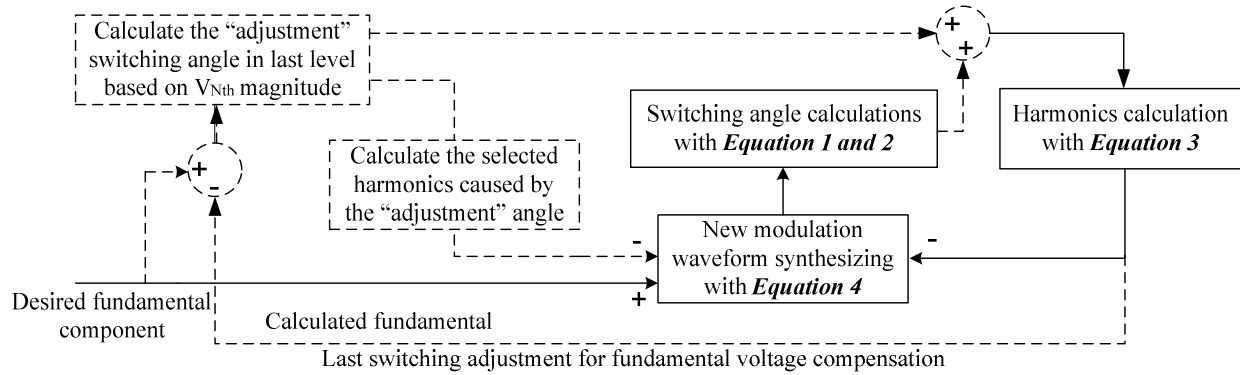 Calculate the “adjustment”
switching angle in last level
based on VNth magnitude
+
+
Switching angle calculations
with Equation 1 and 2
Harmonics calculation
with Equation 3
+
-
Calculate the selected
harmonics caused by
the “adjustment” angle
New modulation
waveform synthesizing
with Equation 4
-
-
+
Desired fundamental
component
Calculated fundamental
Last switching adjustment for fundamental voltage compensation